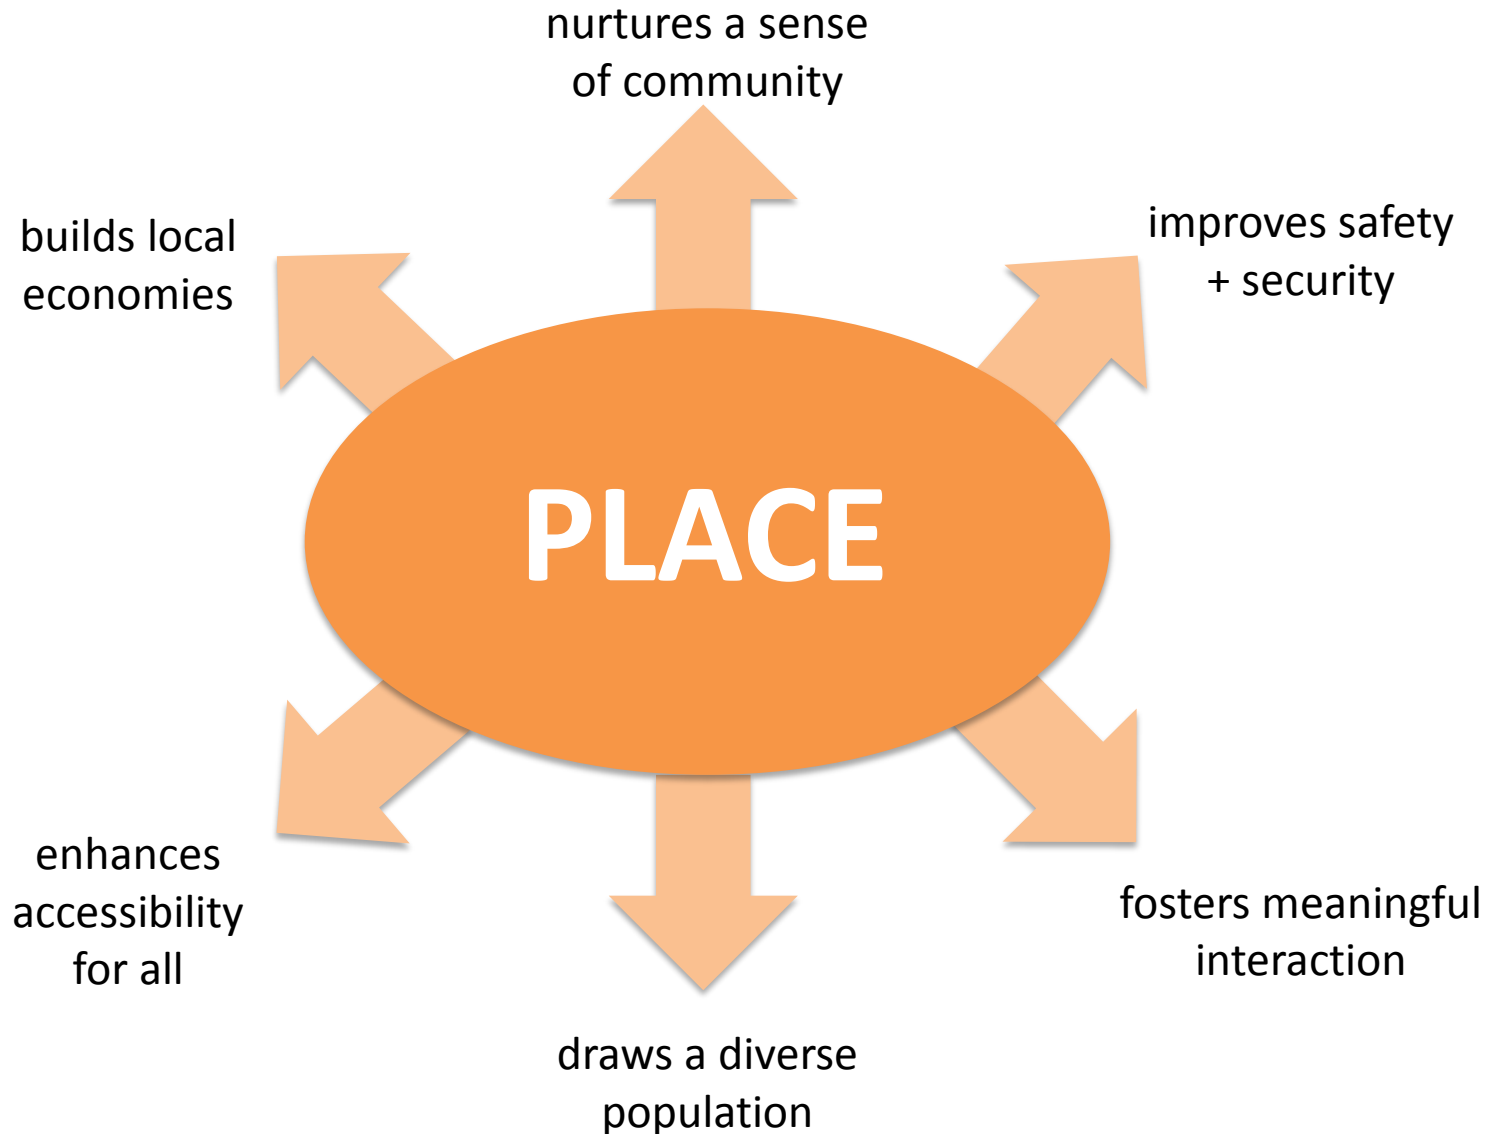 nurtures a sense
of community
builds local
economies
improves safety
+ security
PLACE
enhances
accessibility
for all
fosters meaningful
interaction
draws a diverse
population